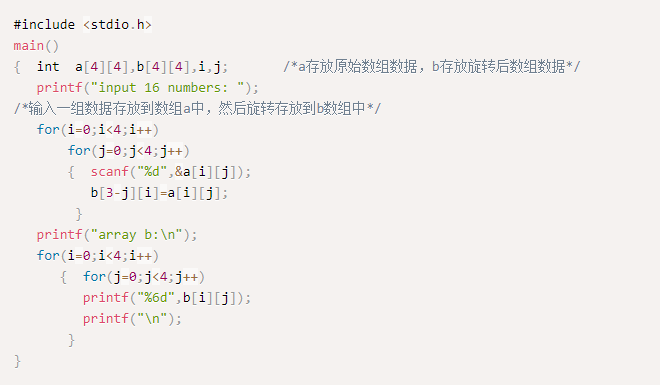 #include <stdio.h>
main()
{  int  a[4][4],b[4][4],i,j;       /*a存放原始数组数据，b存放旋转后数组数据*/
   printf("input 16 numbers: ");
/*输入一组数据存放到数组a中，然后旋转存放到b数组中*/
   for(i=0;i<4;i++)
       for(j=0;j<4;j++)
       {  scanf("%d",&a[i][j]);
          b[3-j][i]=a[i][j];
        }
   printf("array b:\n");
   for(i=0;i<4;i++)
      {  for(j=0;j<4;j++)
         printf("%6d",b[i][j]);
         printf("\n");
       }
}